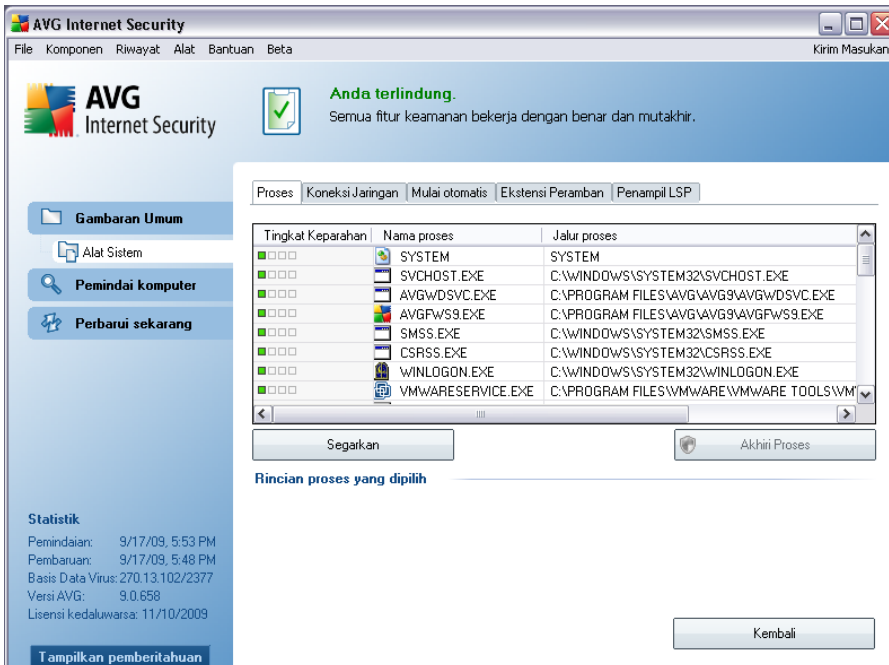 AVG Internet Security
File Komponen Riwayat Alat Bantuan Beta Kirim Masukan
AVG
Internet Security
Anda terlindung.
Semua fitur keamanan bekerja dengan benar dan mutakhir.
Gambaran Umum
Alat Sistem
Pemindai komputer
Perbarui sekarang
Proses Koneksi Jaringan Mulai otomatis Ekstensi Peramban Penampil LSP
Tingkat Keparahan Nama proses Jalur proses
SYSTEM SYSTEM
SVCHOST.EXE C:\WINDOWS\SYSTEM32\SVCHOST.EXE
AVGWDSVC.EXE C:\PROGRAM FILES\AVG\AVG9\AVGWDSVC.EXE
AVGFWS9.EXE C:\PROGRAM FILES\AVG\AVG9\AVGFWS9.EXE
SMSS.EXE C:\WINDOWS\SYSTEM32\SMSS.EXE
CSRSS.EXE C:\WINDOWS\SYSTEM32\CSRSS.EXE
WINLOGON.EXE C:\WINDOWS\SYSTEM32\WINLOGON.EXE
VMWARESERVICE.EXE C:\PROGRAM FILES\VMWARE\VMWARE TOOLS\VM
Segarkan Akhiri Proses
Rincian proses yang dipilih
Statistik
Pemindaian: 9/17/09, 5:53 PM
Pembaruan: 9/17/09, 5:48 PM
Basis Data Virus: 270.13.102/2377
Versi AVG: 9.0.658
Lisensi kedaluwarsa: 11/10/2009
Kembali
Tampilkan pemberitahuan